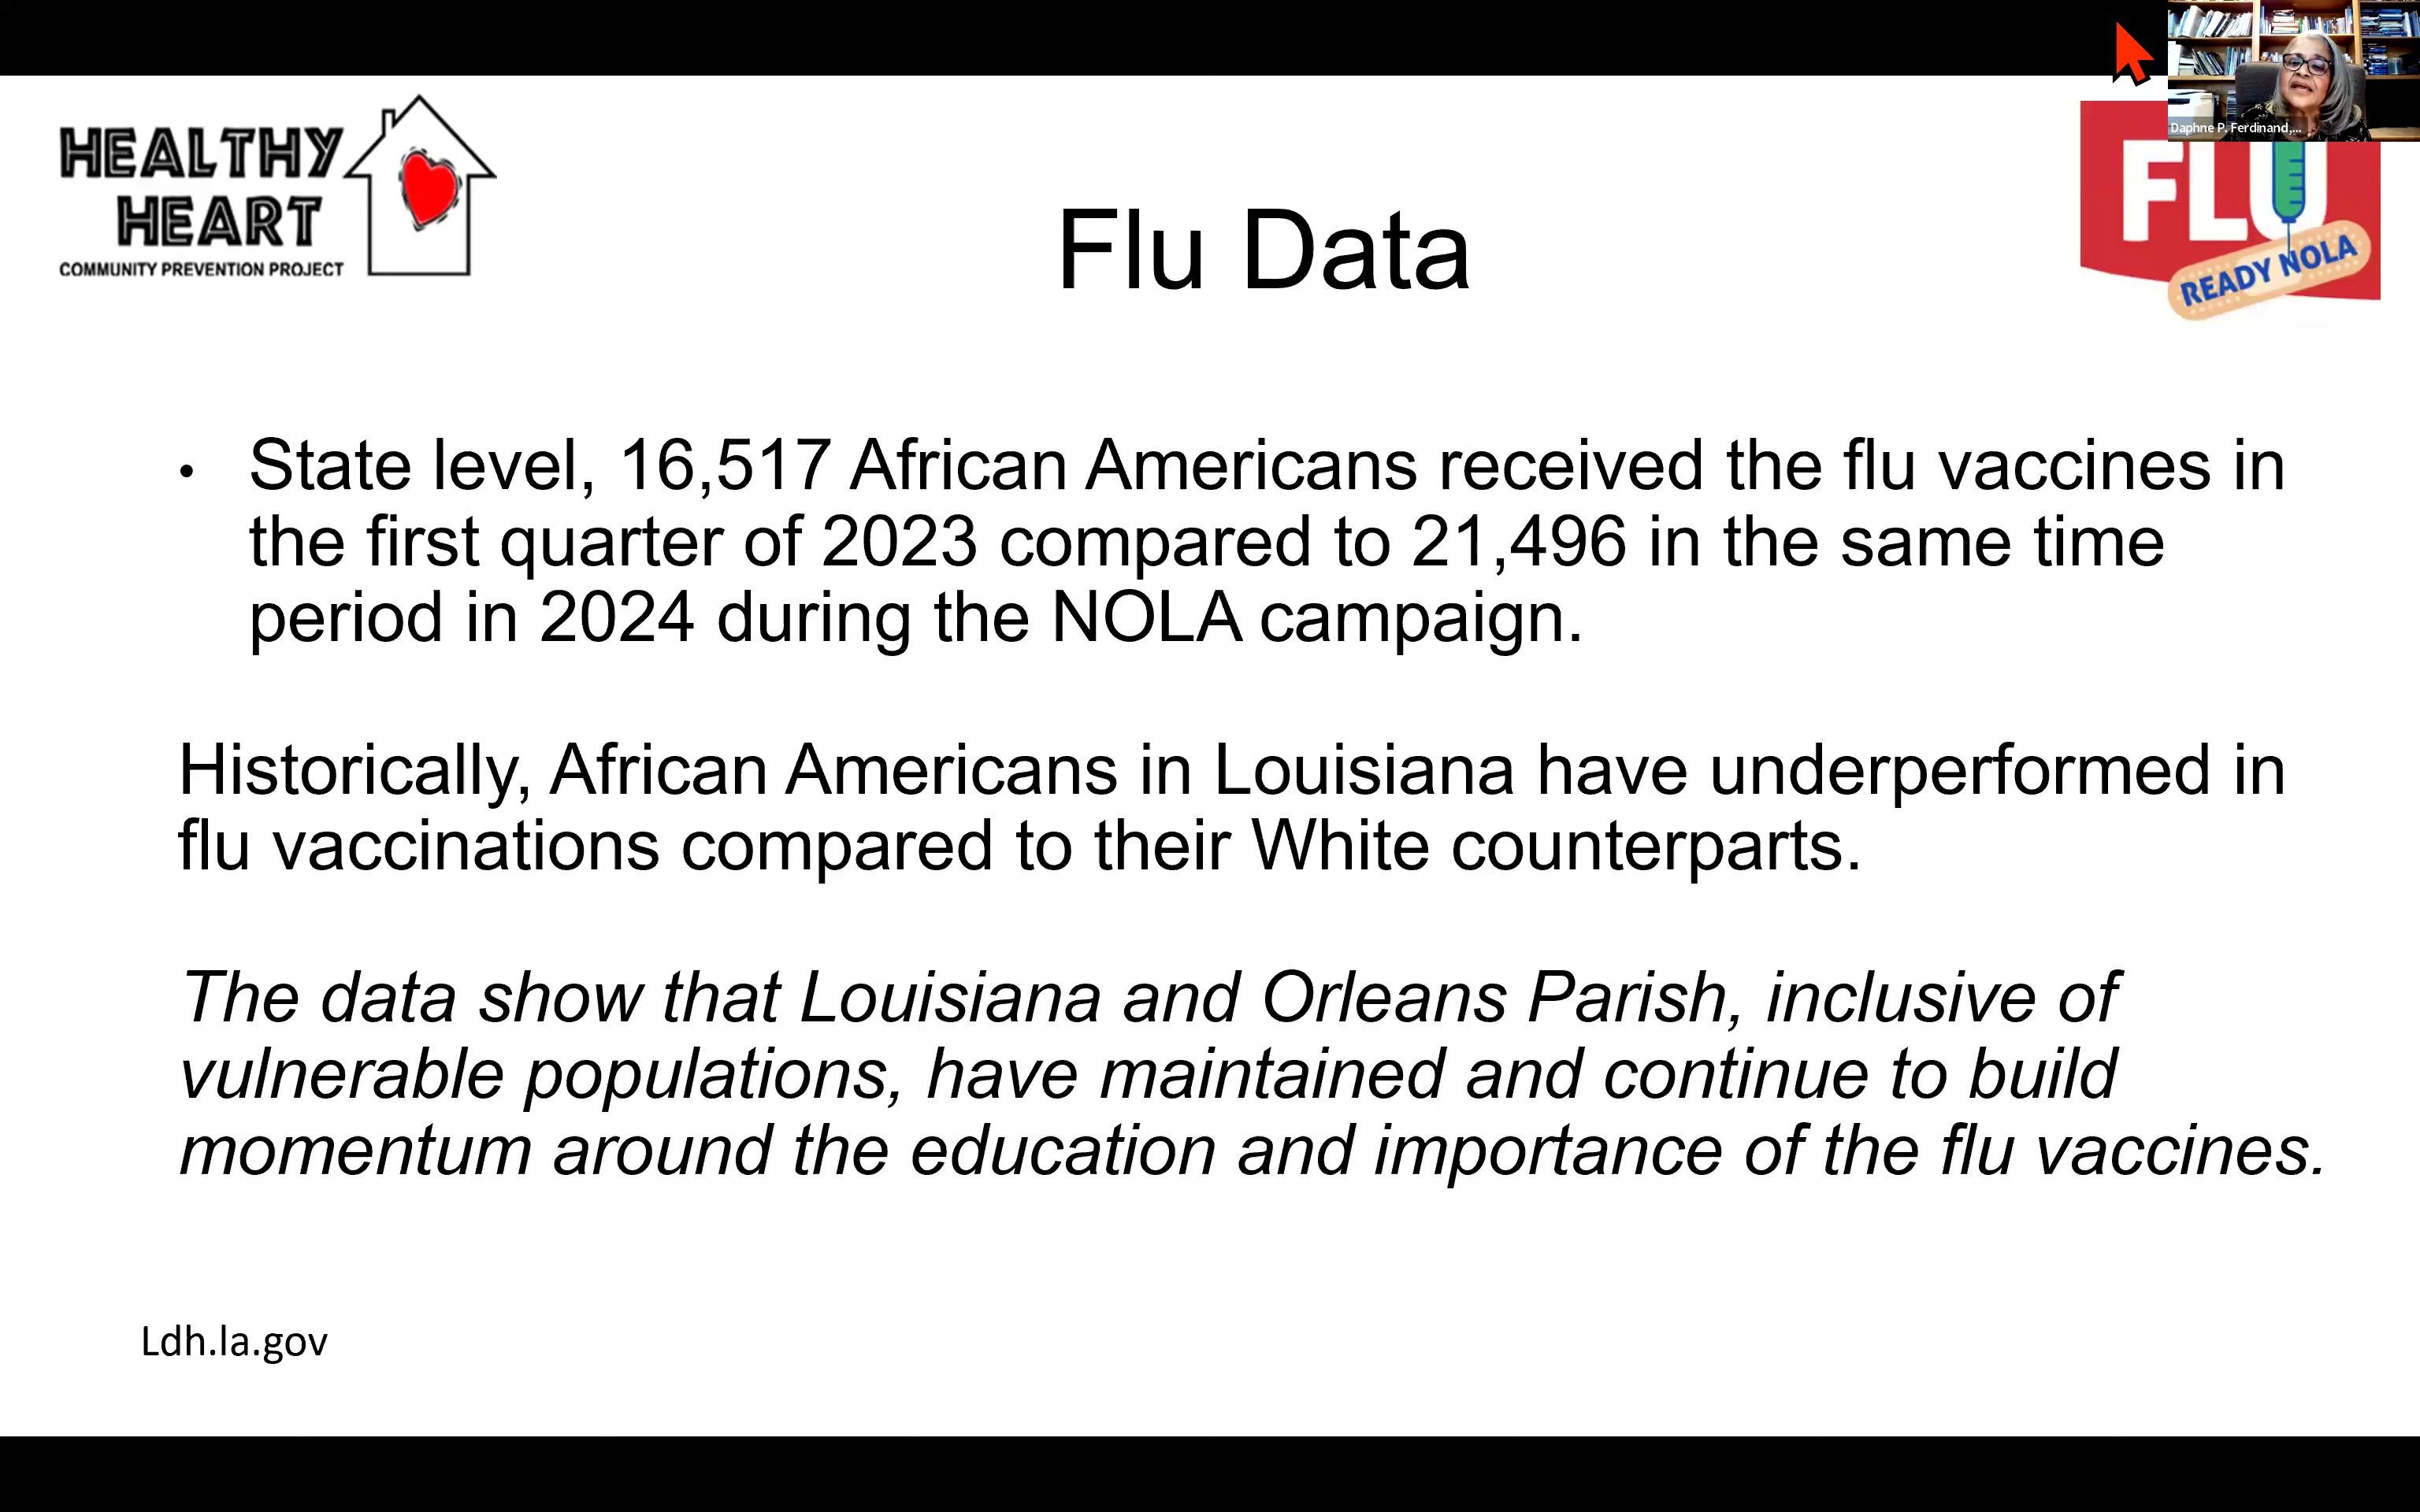 HEALTHY
HEART
COMMUNITY PREVENTION PROJECT
Daphne P. Ferdinand,...
FLU
READY NOLA
Flu Data
• State level, 16,517 African Americans received the flu vaccines in
the first quarter of 2023 compared to 21,496 in the same time
period in 2024 during the NOLA campaign.
Historically, African Americans in Louisiana have underperformed in
flu vaccinations compared to their White counterparts.
The data show that Louisiana and Orleans Parish, inclusive of
vulnerable populations, have maintained and continue to build
momentum around the education and importance of the flu vaccines.
Ldh.la.gov